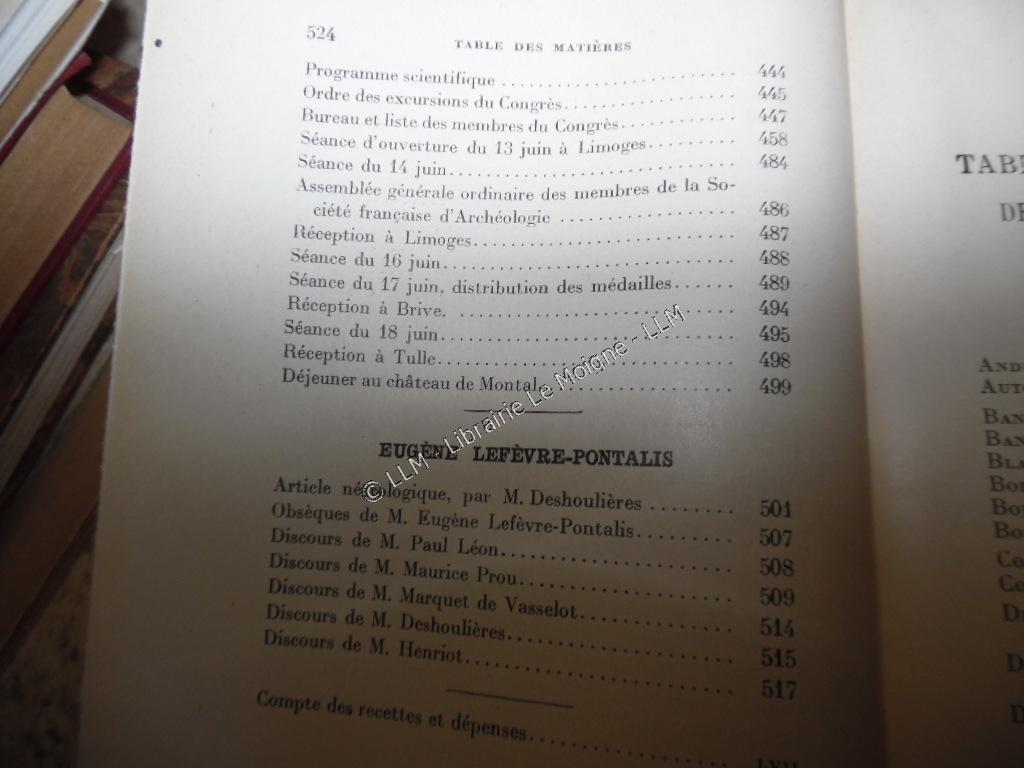 524
TABLE DES MATIÈRES
Programme scientifique ........................ 444
Ordre des excursions du Congrès................ 445
Bureau et liste des membres du Congrès............ 447
Séance d'ouverture du 13 juin à Limoges......... 458
Séance du 14 juin.............................. 484
Assemblée générale ordinaire des membres de la So-
ciété française d'Archéologie .................. 486
Réception à Limoges............................ 487
Séance du 16 juin.............................. 488
Séance du 17 juin, distribution des médailles...... 489
Réception à Brive. ............................ 494
Séance du 18 juin.............................. 495
Réception à Tulle.............................. 498
Déjeuner au château de Montal.................. 499
© LLM - Librairie Le Moigne - LLM
EUGÈNE LEFÈVRE-PONTALIS
Article nécrologique, par M. Deshoulières ........ 501
Obsèques de M. Eugène Lefèvre-Pontalis......... 507
Discours de M. Paul Léon....................... 508
Discours de M. Maurice Prou.................... 509
Discours de M. Marquet de Vasselot.............. 514
Discours de M. Deshoulières.................... 515
Discours de M. Henriot......................... 517
Compte des recettes et dépenses..................
TAB